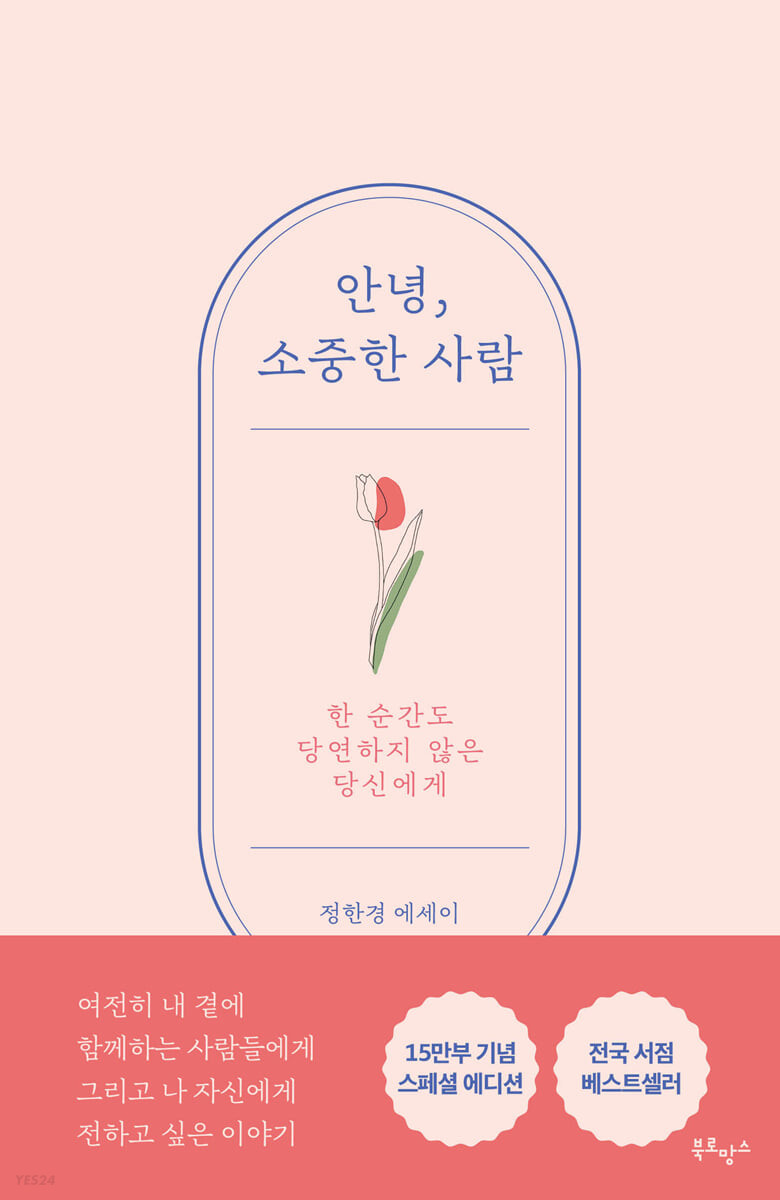 안녕,
소중한 사람
한 순간도
당연하지 않은
당신에게
정한경 에세이
여전히 내 곁에
함께하는 사람들에게
그리고 나 자신에게
전하고 싶은 이야기
15만부 기념
스페셜 에디션
전국 서점
베스트셀러
북로망스
YES24